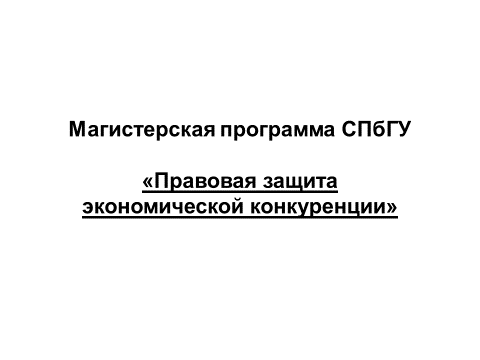 Магистерская программа СПбГУ
«Правовая защита
экономической конкуренции»